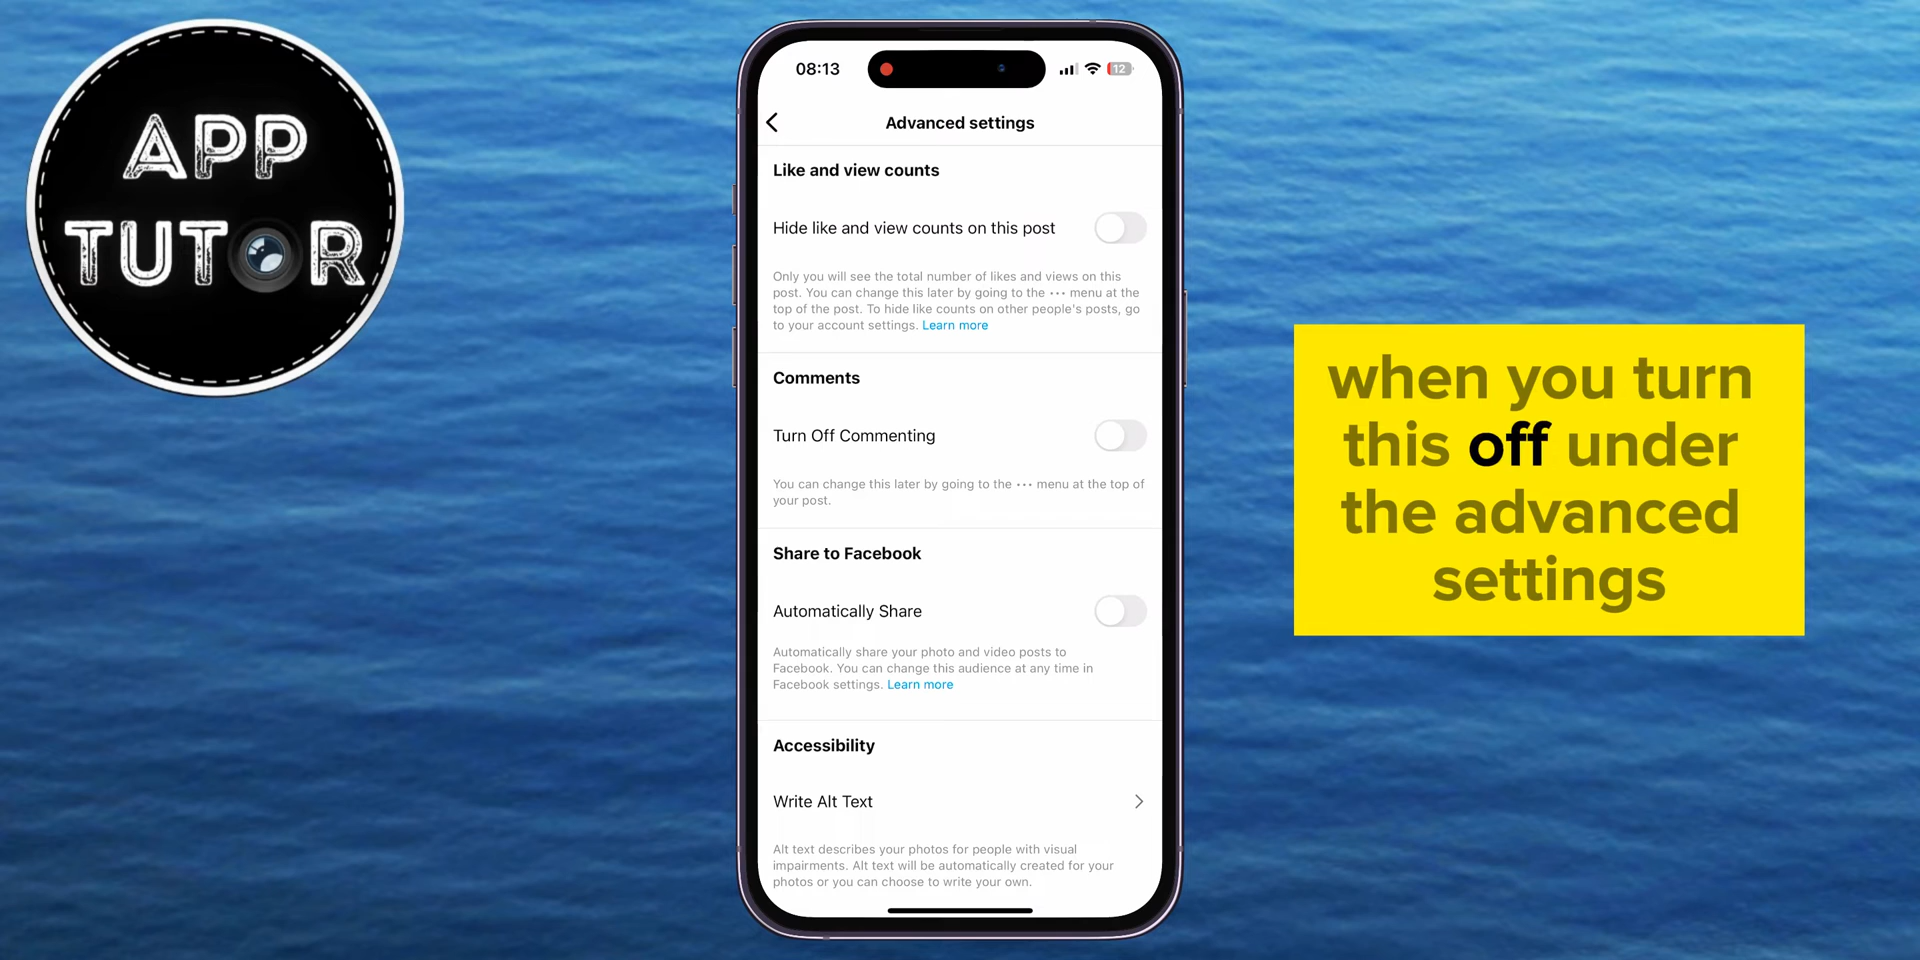 APP
TUTOR
08:13
12
Advanced settings
Like and view counts
Hide like and view counts on this post
Only you will see the total number of likes and views on this
post. You can change this later by going to the ••• menu at the
top of the post. To hide like counts on other people's posts, go
to your account settings. Learn more
Comments
Turn Off Commenting
You can change this later by going to the ••• menu at the top of
your post.
Share to Facebook
Automatically Share
Automatically share your photo and video posts to
Facebook. You can change this audience at any time in
Facebook settings. Learn more
Accessibility
Write Alt Text
Alt text describes your photos for people with visual
impairments. Alt text will be automatically created for your
photos or you can choose to write your own.
when you turn
this off under
the advanced
settings